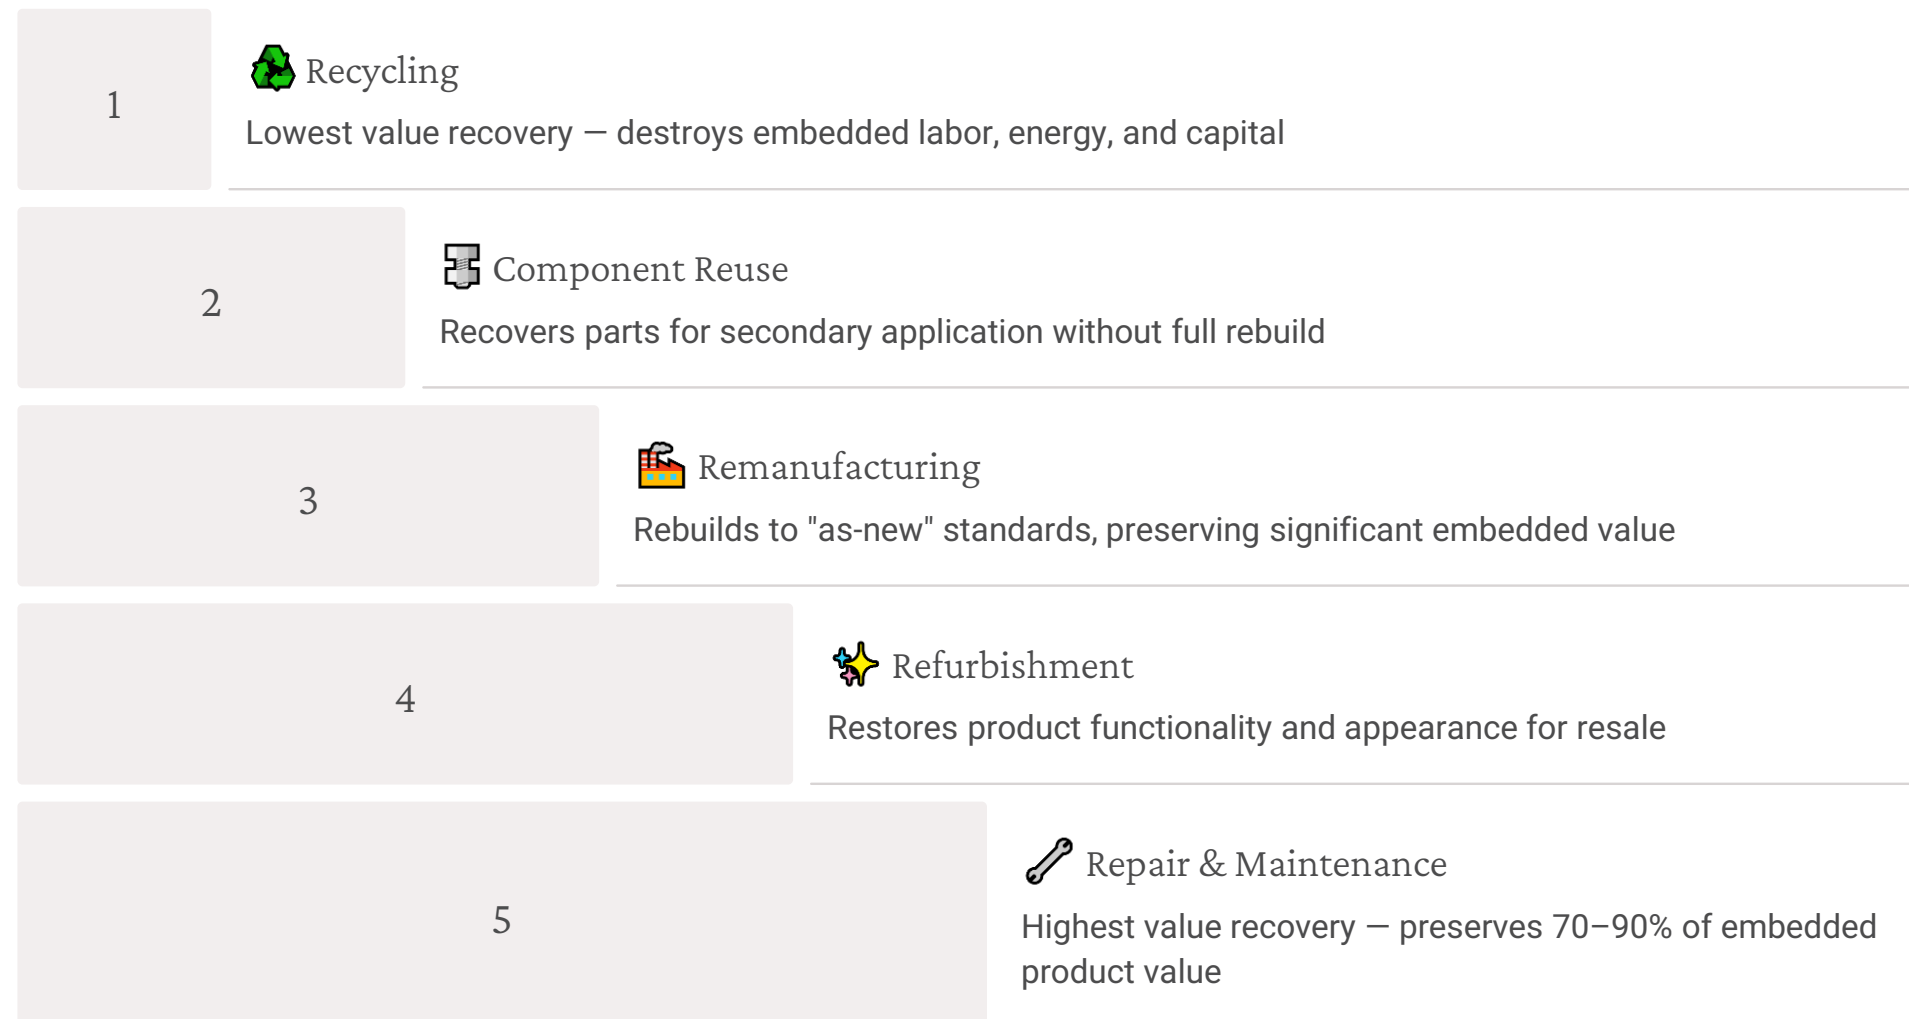 1
Recycling
Lowest value recovery — destroys embedded labor, energy, and capital
2
Component Reuse
Recovers parts for secondary application without full rebuild
3
Remanufacturing
Rebuilds to "as-new" standards, preserving significant embedded value
4
Refurbishment
Restores product functionality and appearance for resale
5
Repair & Maintenance
Highest value recovery — preserves 70–90% of embedded
product value